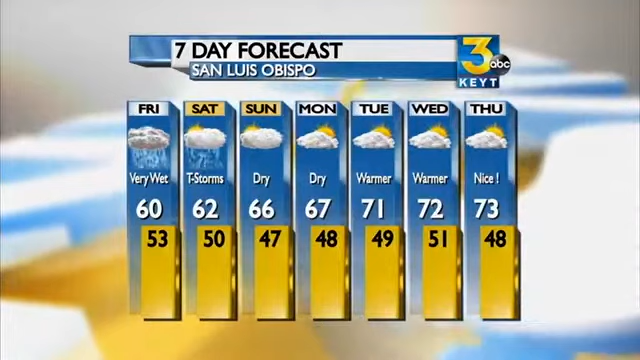 7 DAY FORECAST
SAN LUIS OBISPO
3 abc
KEYT
FRI SAT SUN MON TUE WED THU
Very Wet T-Storms Dry Dry Warmer Warmer Nice !
60 62 66 67 71 72 73
53 50 47 48 49 51 48